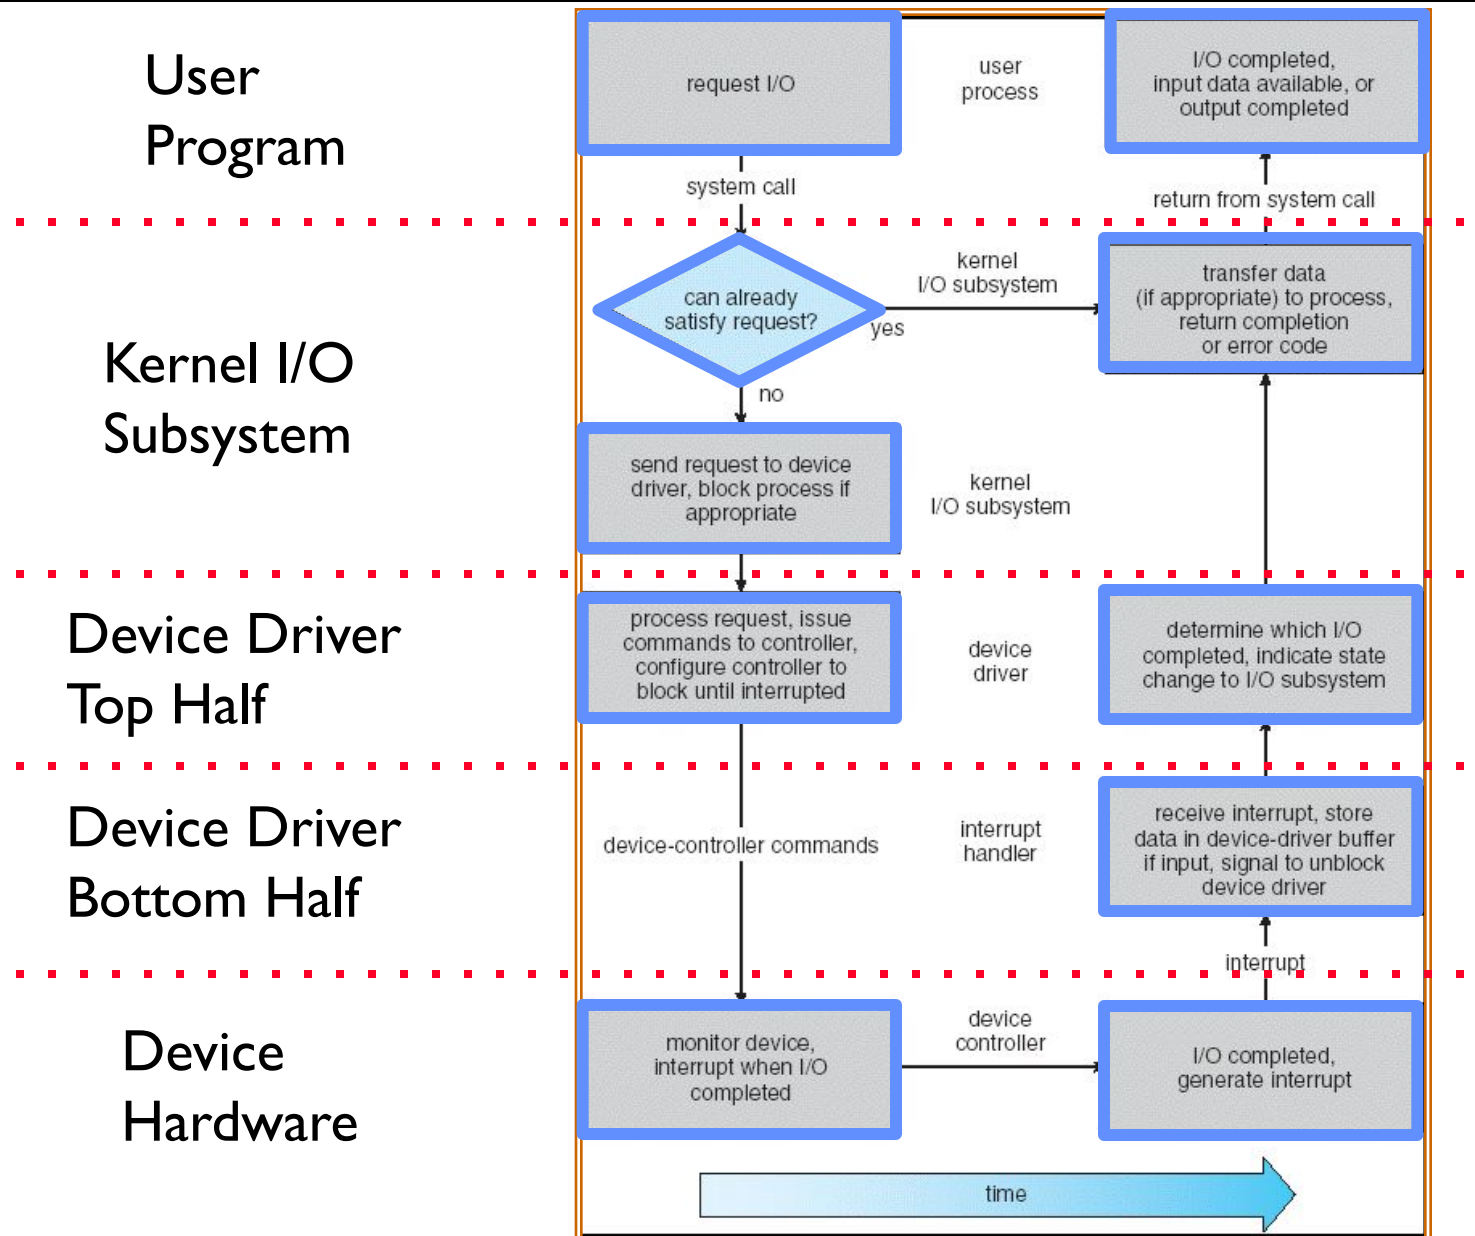 User
Program
request I/O
user
process
I/O completed,
input data available, or
output completed
system call
return from system call
Kernel I/O
Subsystem
can already
satisfy request?
kernel
I/O subsystem
yes
transfer data
(if appropriate) to process,
return completion
or error code
no
send request to device
driver, block process if
appropriate
kernel
I/O subsystem
Device Driver
Top Half
process request, issue
commands to controller,
configure controller to
block until interrupted
device
driver
determine which I/O
completed, indicate state
change to I/O subsystem
Device Driver
Bottom Half
device-controller commands
interrupt
handler
receive interrupt, store
data in device-driver buffer
if input, signal to unblock
device driver
interrupt
Device
Hardware
monitor device,
interrupt when I/O
completed
device
controller
I/O completed,
generate interrupt
time